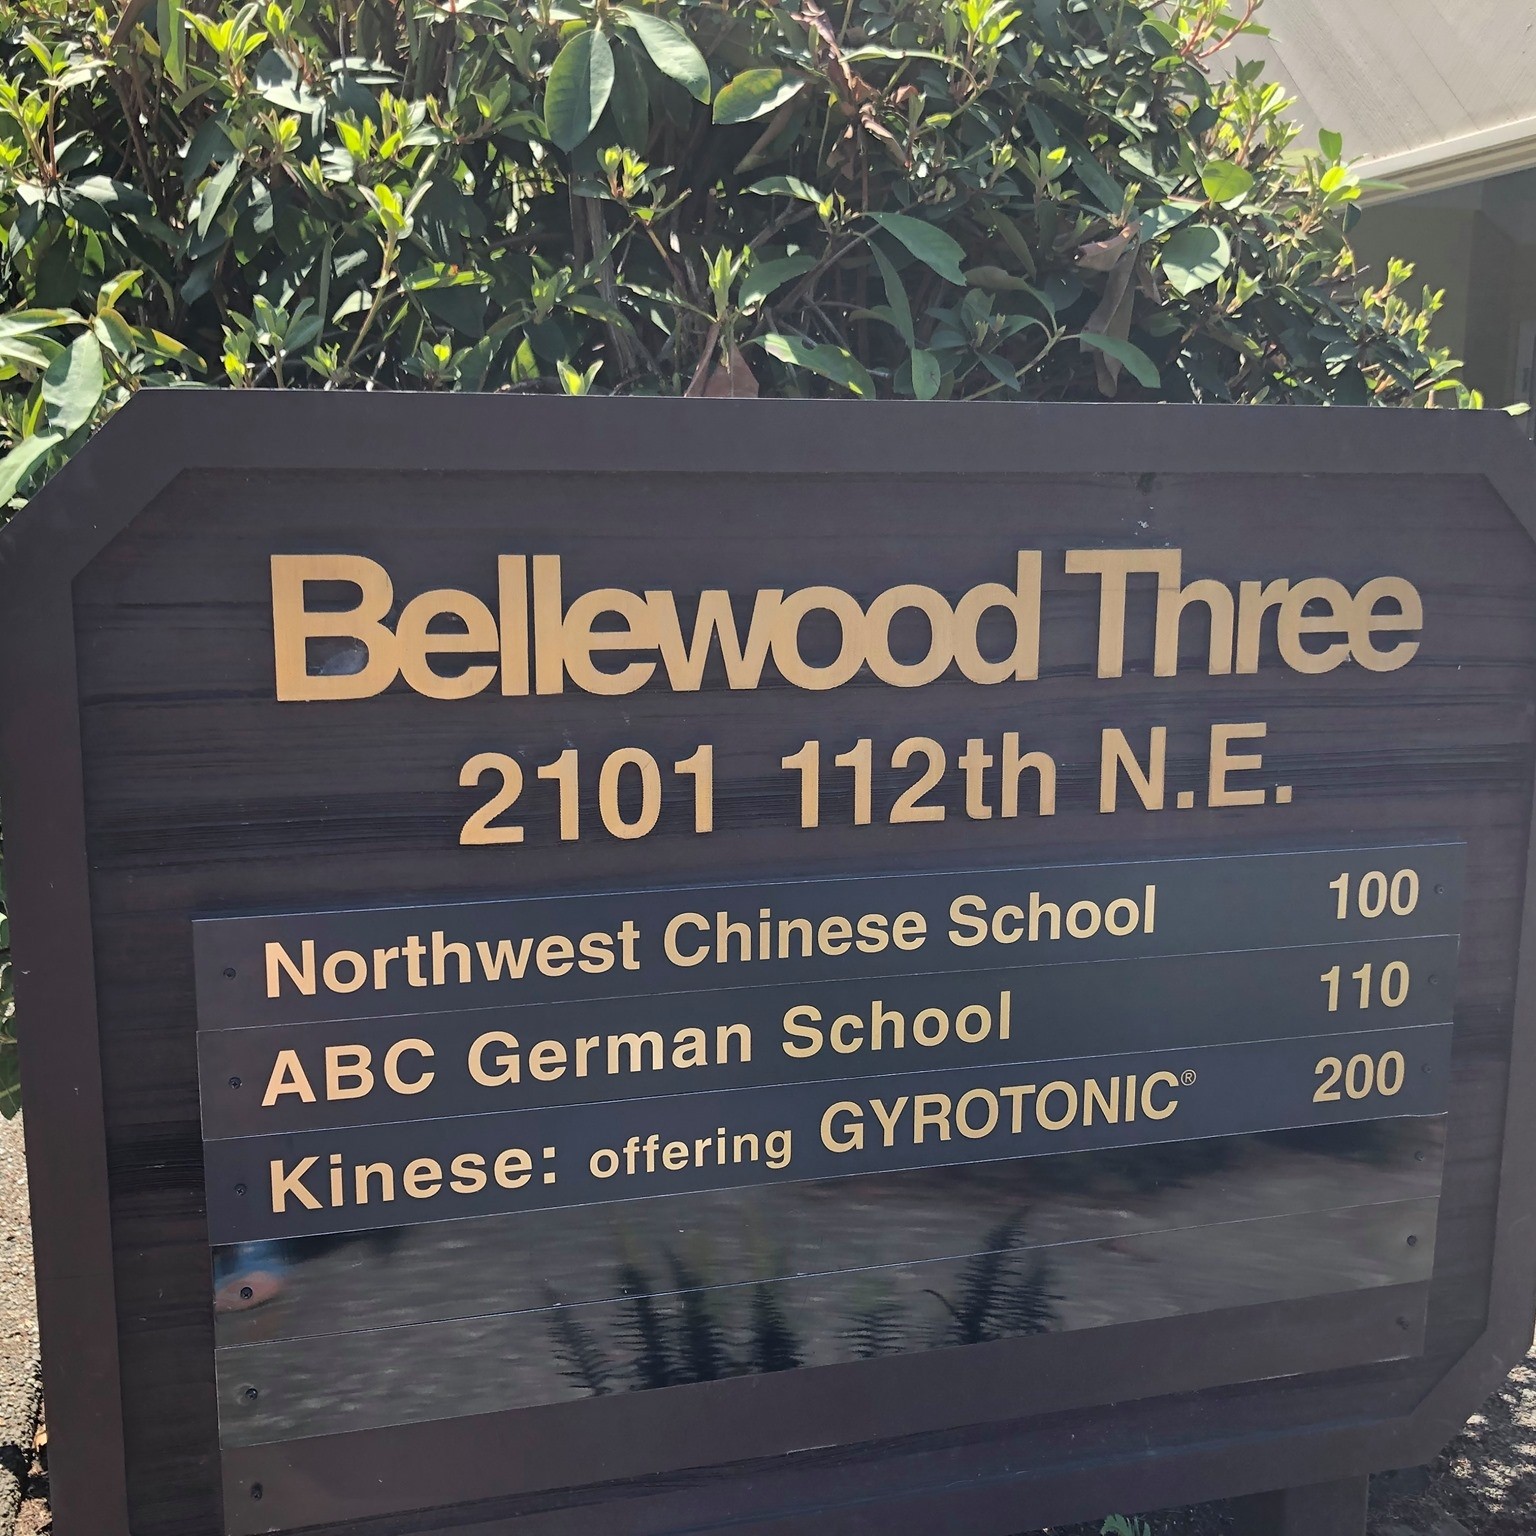 Bellewood Three
2101 112th N.E.
Northwest Chinese School 100
ABC German School 110
Kinese: offering GYROTONIC® 200